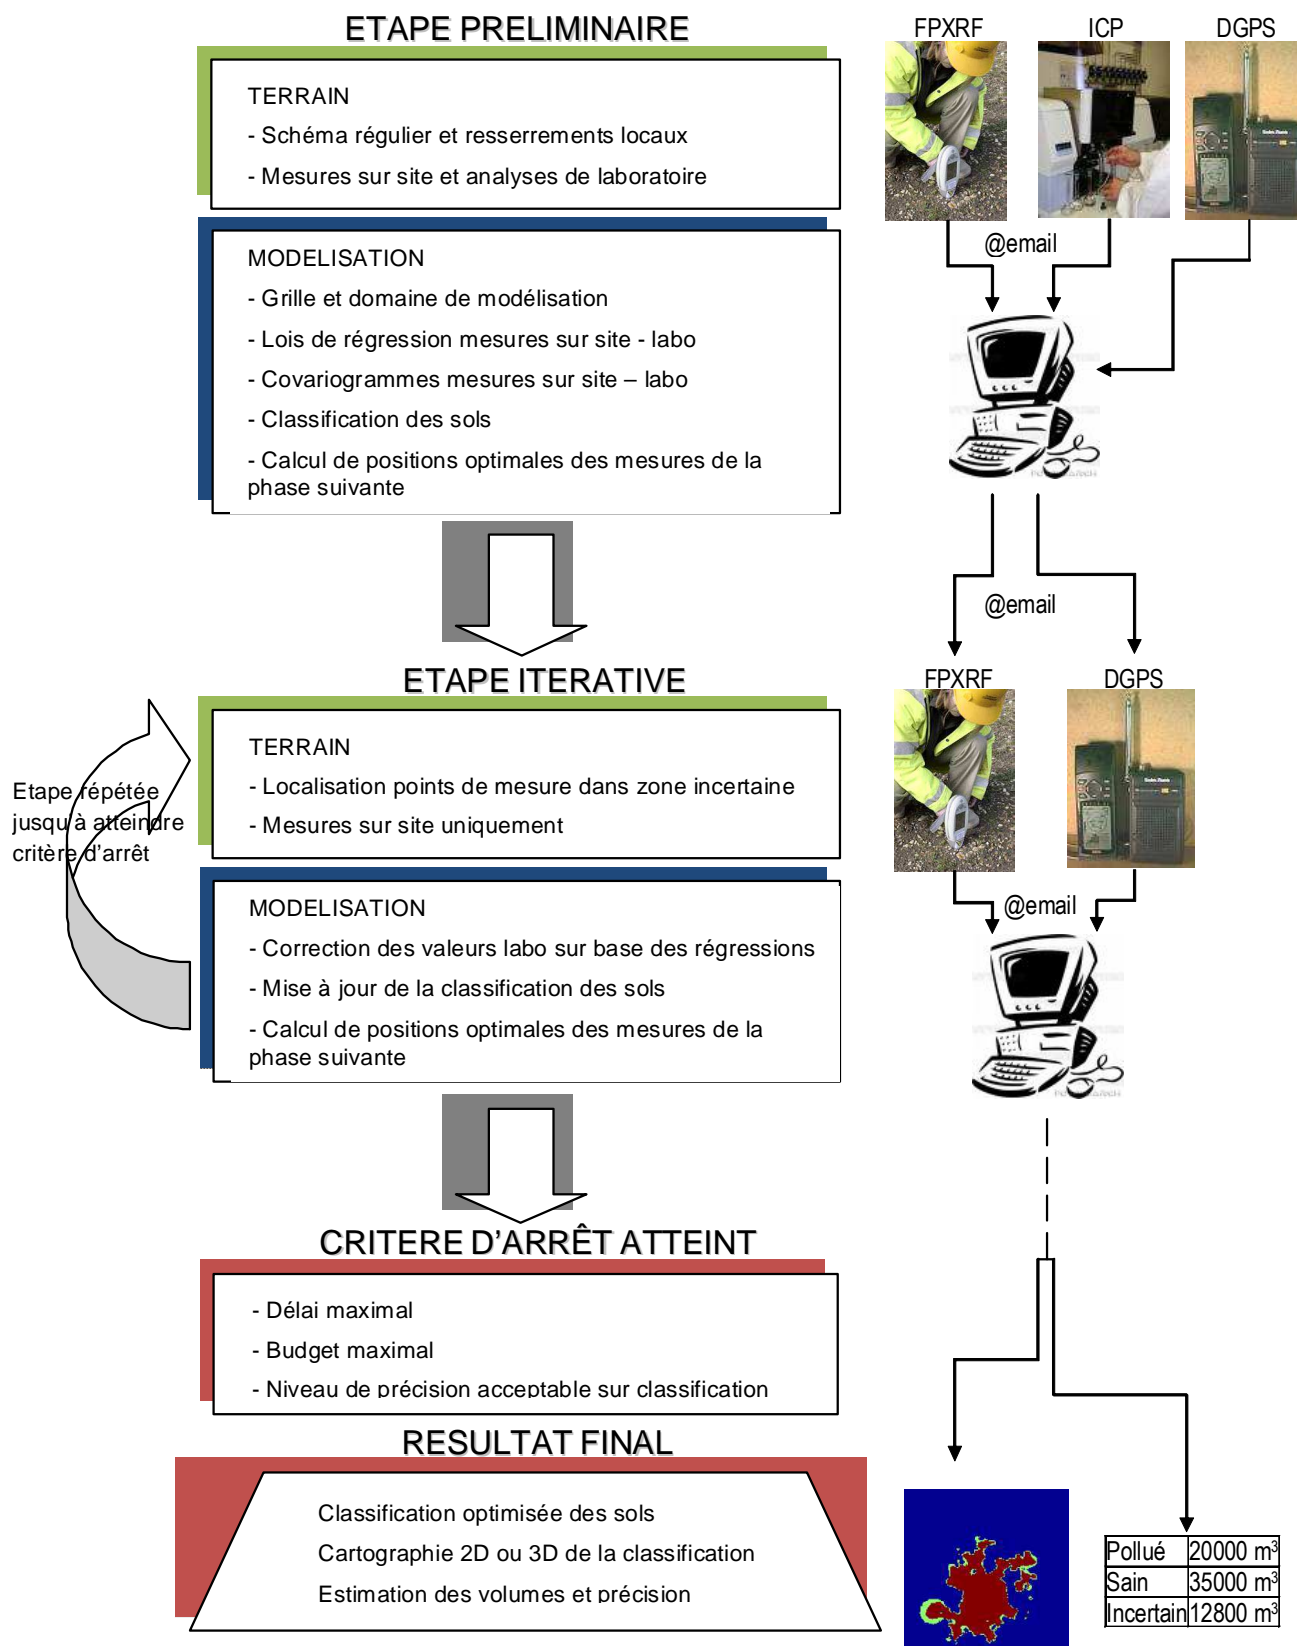 ETAPE PRELIMINAIRE
TERRAIN
- Schéma régulier et resserrements locaux
- Mesures sur site et analyses de laboratoire
MODELISATION
- Grille et domaine de modélisation
- Lois de régression mesures sur site - labo
- Covariogrammes mesures sur site – labo
- Classification des sols
- Calcul de positions optimales des mesures de la
phase suivante
FPXRF
ICP
DGPS
@email
@email
ETAPE ITERATIVE
TERRAIN
- Localisation points de mesure dans zone incertaine
- Mesures sur site uniquement
Etape répétée
jusqu'à atteindre
critère d'arrêt
MODELISATION
- Correction des valeurs labo sur base des régressions
- Mise à jour de la classification des sols
- Calcul de positions optimales des mesures de la
phase suivante
FPXRF
DGPS
@email
CRITERE D'ARRÊT ATTEINT
- Délai maximal
- Budget maximal
- Niveau de précision acceptable sur classification
RESULTAT FINAL
Classification optimisée des sols
Cartographie 2D ou 3D de la classification
Estimation des volumes et précision
Pollué 20000 m³
Sain 35000 m³
Incertain 12800 m³